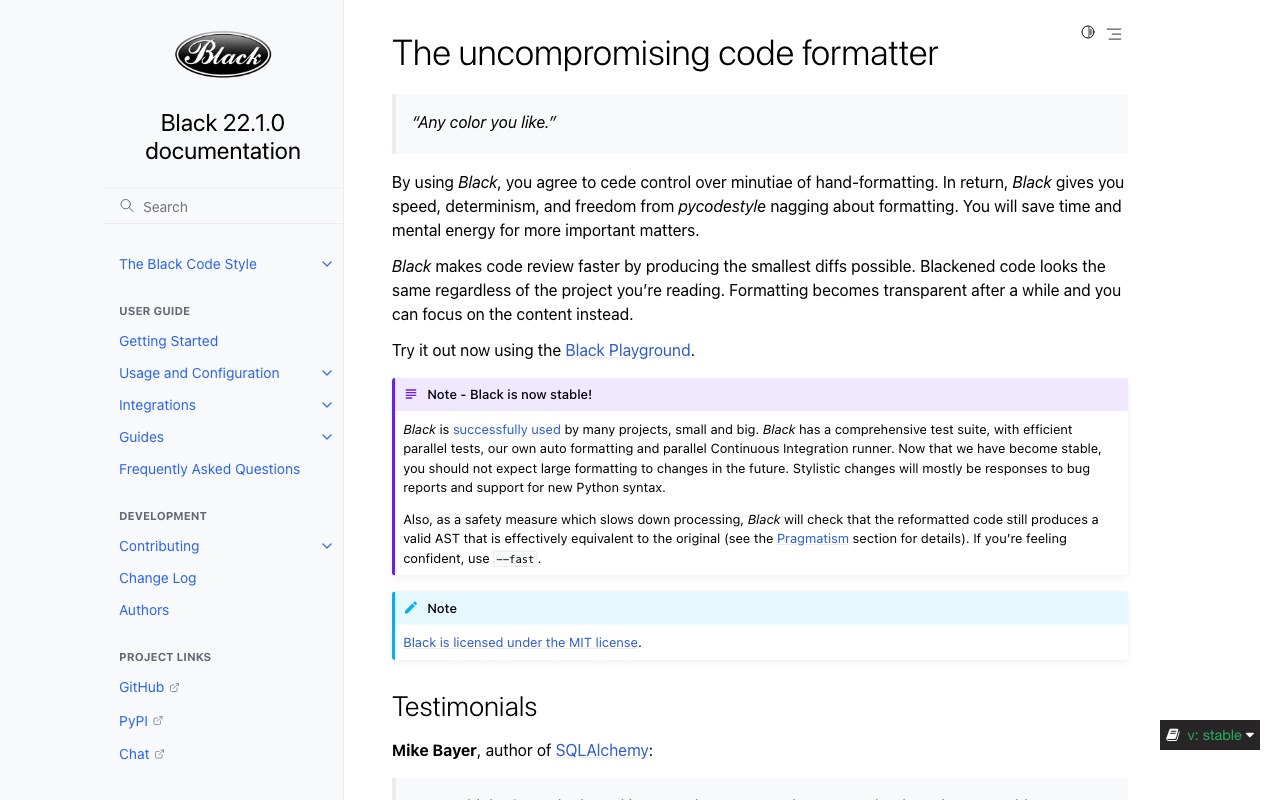 Black
Black 22.1.0
documentation
Search
The Black Code Style
USER GUIDE
Getting Started
Usage and Configuration
Integrations
Guides
Frequently Asked Questions
DEVELOPMENT
Contributing
Change Log
Authors
PROJECT LINKS
GitHub
PyPI
Chat
The uncompromising code formatter
“Any color you like.”
By using Black, you agree to cede control over minutiae of hand-formatting. In return, Black gives you
speed, determinism, and freedom from pycodestyle nagging about formatting. You will save time and
mental energy for more important matters.
Black makes code review faster by producing the smallest diffs possible. Blackened code looks the
same regardless of the project you’re reading. Formatting becomes transparent after a while and you
can focus on the content instead.
Try it out now using the Black Playground.
Note - Black is now stable!
Black is successfully used by many projects, small and big. Black has a comprehensive test suite, with efficient
parallel tests, our own auto formatting and parallel Continuous Integration runner. Now that we have become stable,
you should not expect large formatting to changes in the future. Stylistic changes will mostly be responses to bug
reports and support for new Python syntax.
Also, as a safety measure which slows down processing, Black will check that the reformatted code still produces a
valid AST that is effectively equivalent to the original (see the Pragmatism section for details). If you’re feeling
confident, use --fast.
Note
Black is licensed under the MIT license.
Testimonials
Mike Bayer, author of SQLAlchemy:
v: stable